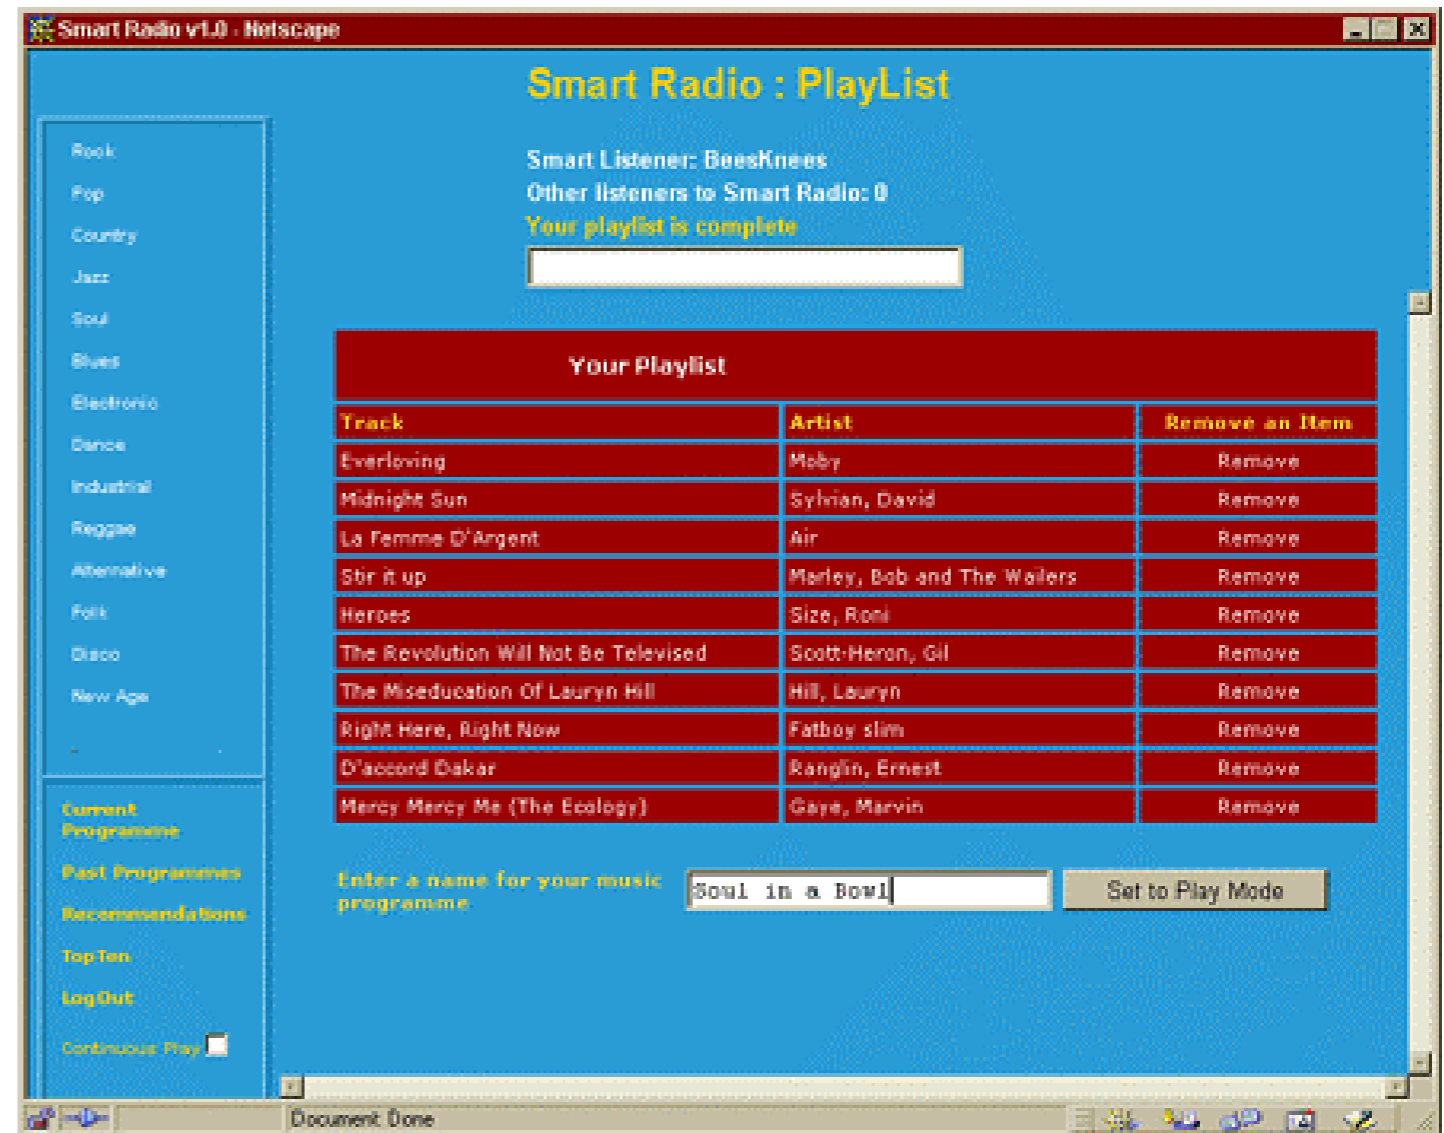 Smart Radio v1.0 - Netscape
Smart Radio : PlayList
Smart Listener: BeesKnees
Other listeners to Smart Radio: 0
Your playlist is complete
Rock
Pop
Country
Jazz
Soul
Blues
Electronic
Dance
Industrial
Reggae
Alternative
Folk
Disco
New Age
Current
Programme
Past Programmes
Recommendations
TopTen
LogOut
Continuous Play
Your Playlist
Track Artist Remove an Item
Everloving Moby Remove
Midnight Sun Sylvian, David Remove
La Femme D'Argent Air Remove
Stir it up Marley, Bob and The Wailers Remove
Heroes Size, Roni Remove
The Revolution Will Not Be Televised Scott-Heron, Gil Remove
The Miseducation Of Lauryn Hill Hill, Lauryn Remove
Right Here, Right Now Fatboy slim Remove
D'accord Dakar Ranglin, Ernest Remove
Mercy Mercy Me (The Ecology) Gaye, Marvin Remove
Enter a name for your music
programme
Soul in a Bowl
Set to Play Mode
Document Done